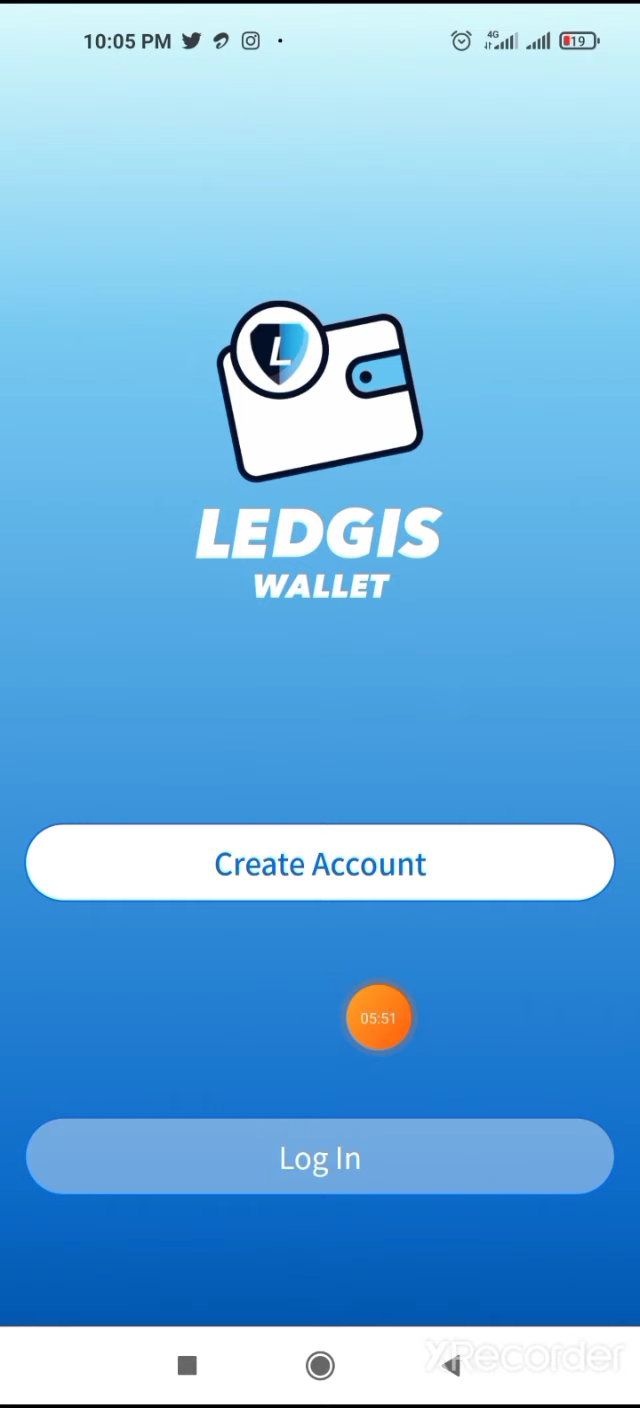 10:05 PM
4G
19
L
LEDGIS
WALLET
Create Account
05:51
Log In
XRecorder